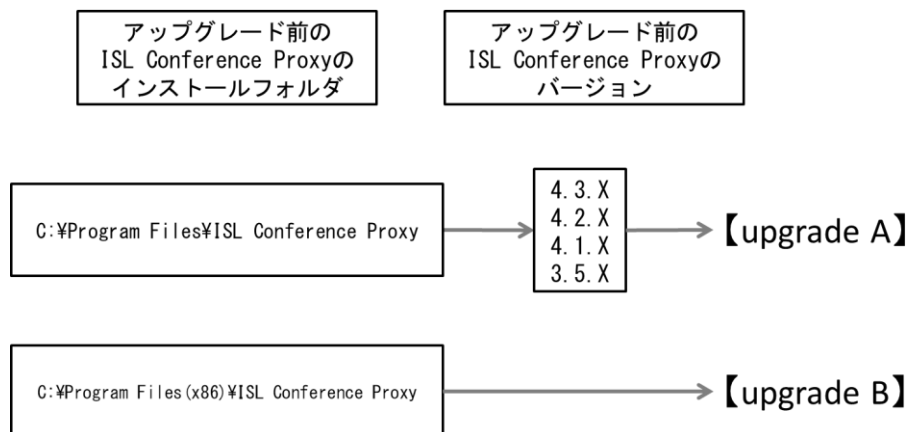 アップグレード前の
ISL Conference Proxyの
インストールフォルダ
アップグレード前の
ISL Conference Proxyの
バージョン
C:¥Program Files¥ISL Conference Proxy
4.3.X
4.2.X
4.1.X
3.5.X
【upgrade A】
C:¥Program Files(x86)¥ISL Conference Proxy
【upgrade B】